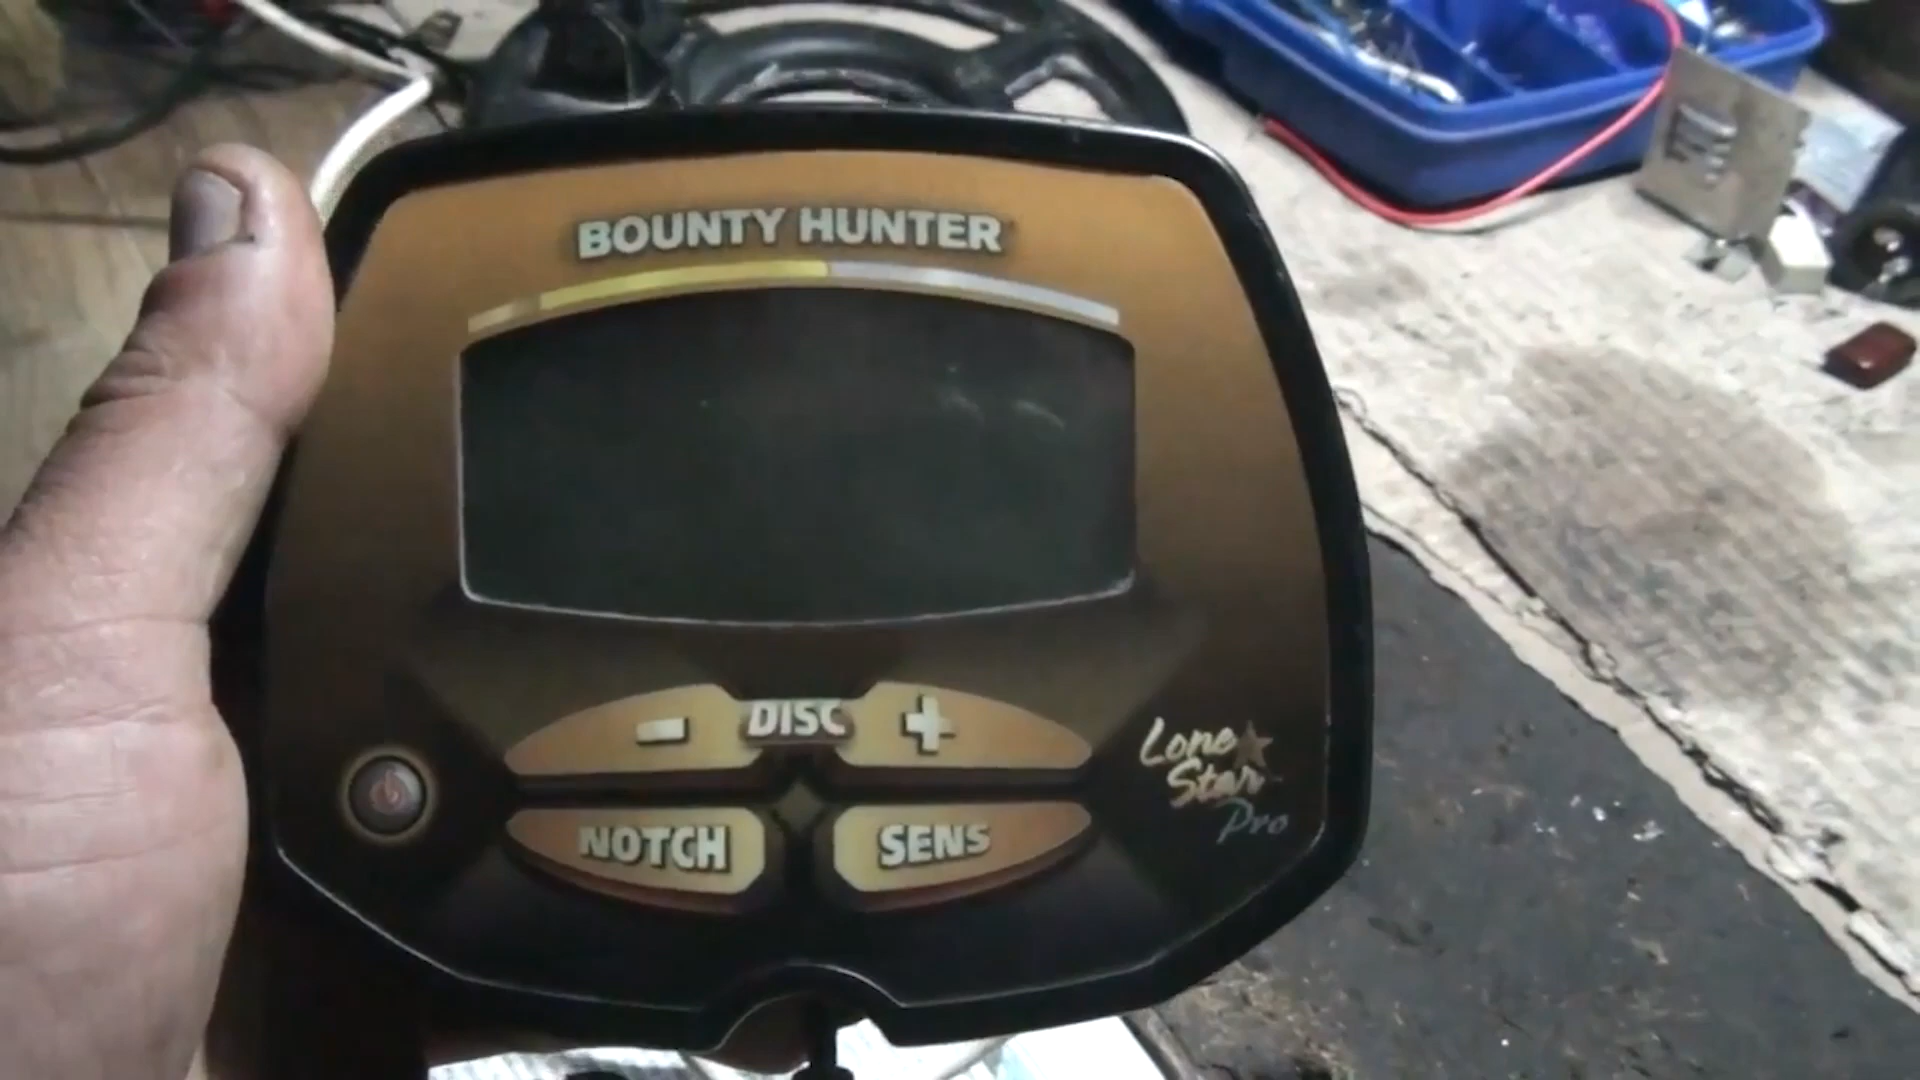 BOUNTY HUNTER
- DISC +
NOTCH SENS
Lone
Star
Pro